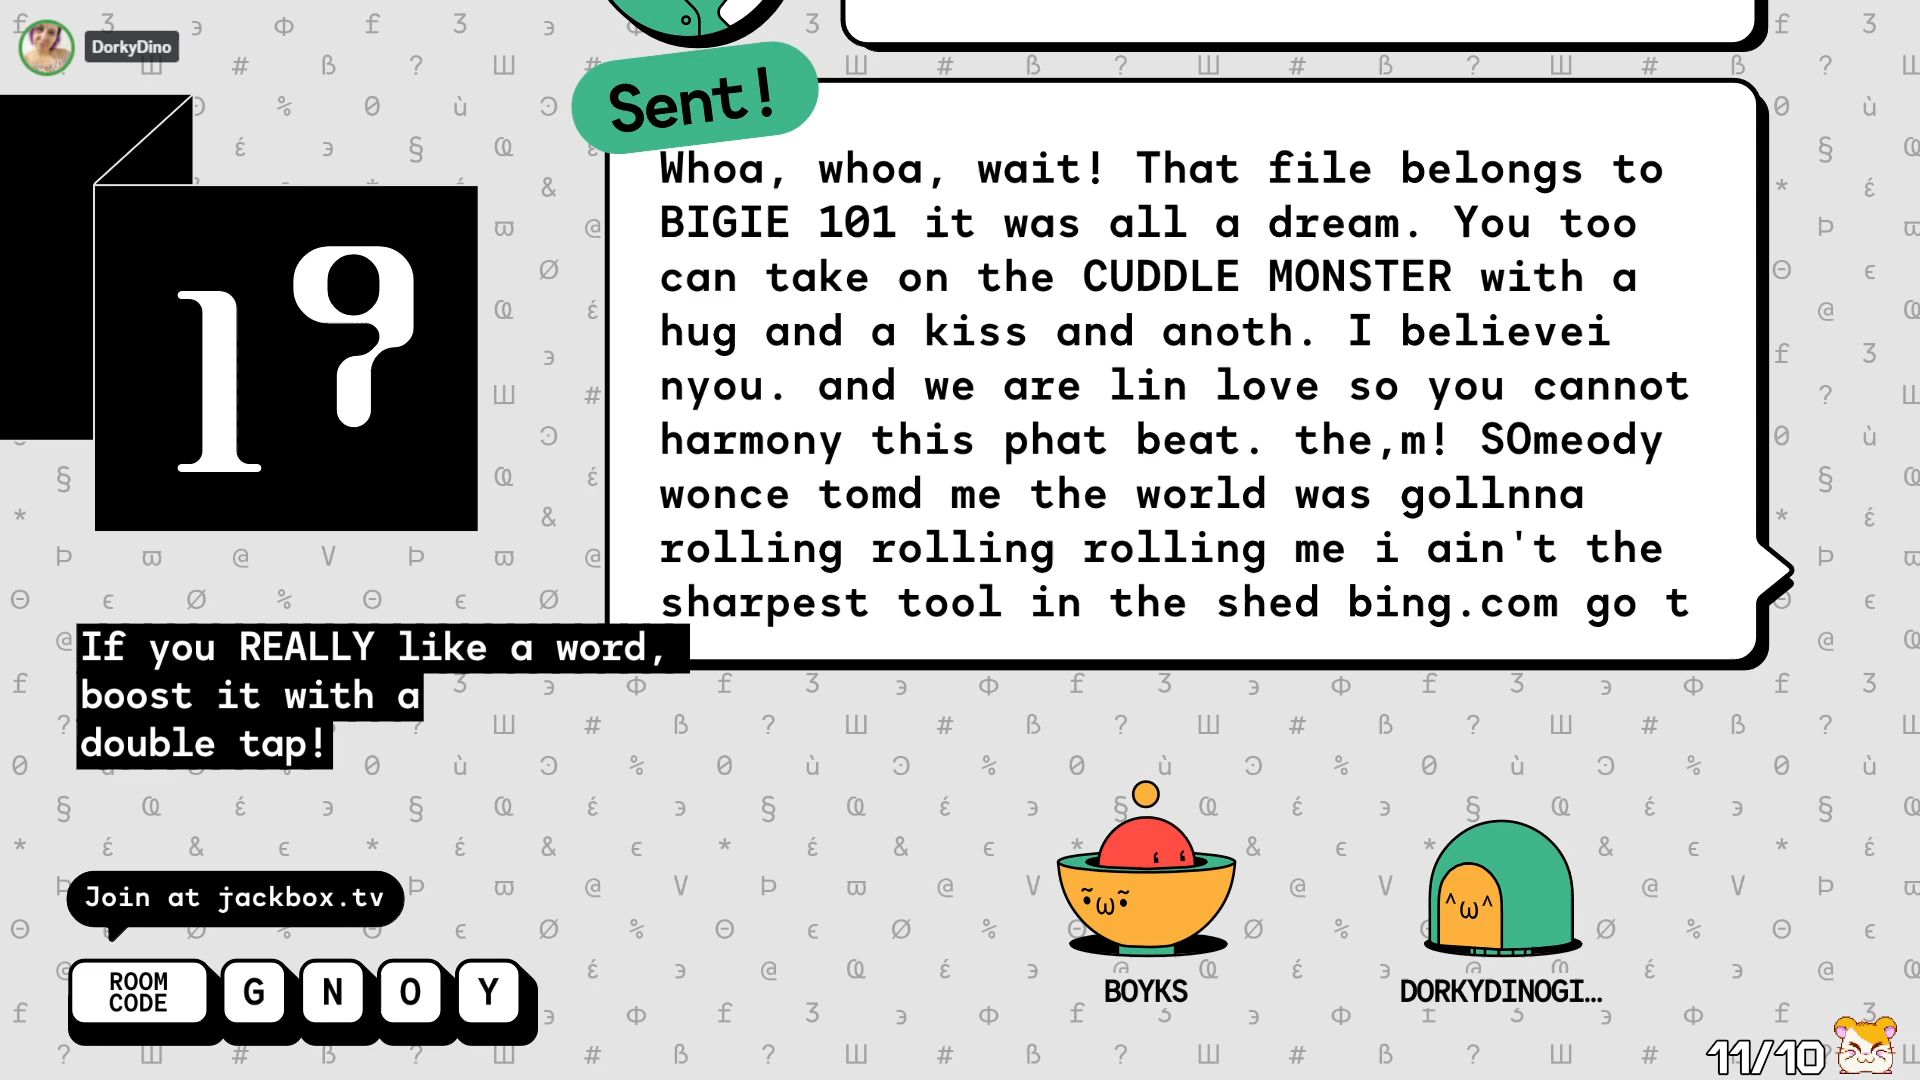 DorkyDino
Sent!
Whoa, whoa, wait! That file belongs to
BIGIE 101 it was all a dream. You too
can take on the CUDDLE MONSTER with a
hug and a kiss and anoth. I believei
nyou. and we are lin love so you cannot
harmony this phat beat. the,m! SOmeody
wonce tomd me the world was gollnna
rolling rolling rolling me i ain't the
sharpest tool in the shed bing.com go t
If you REALLY like a word,
boost it with a
double tap!
Join at jackbox.tv
ROOM
CODE
G N O Y
BOYKS
DORKYDINOGI...
11/10